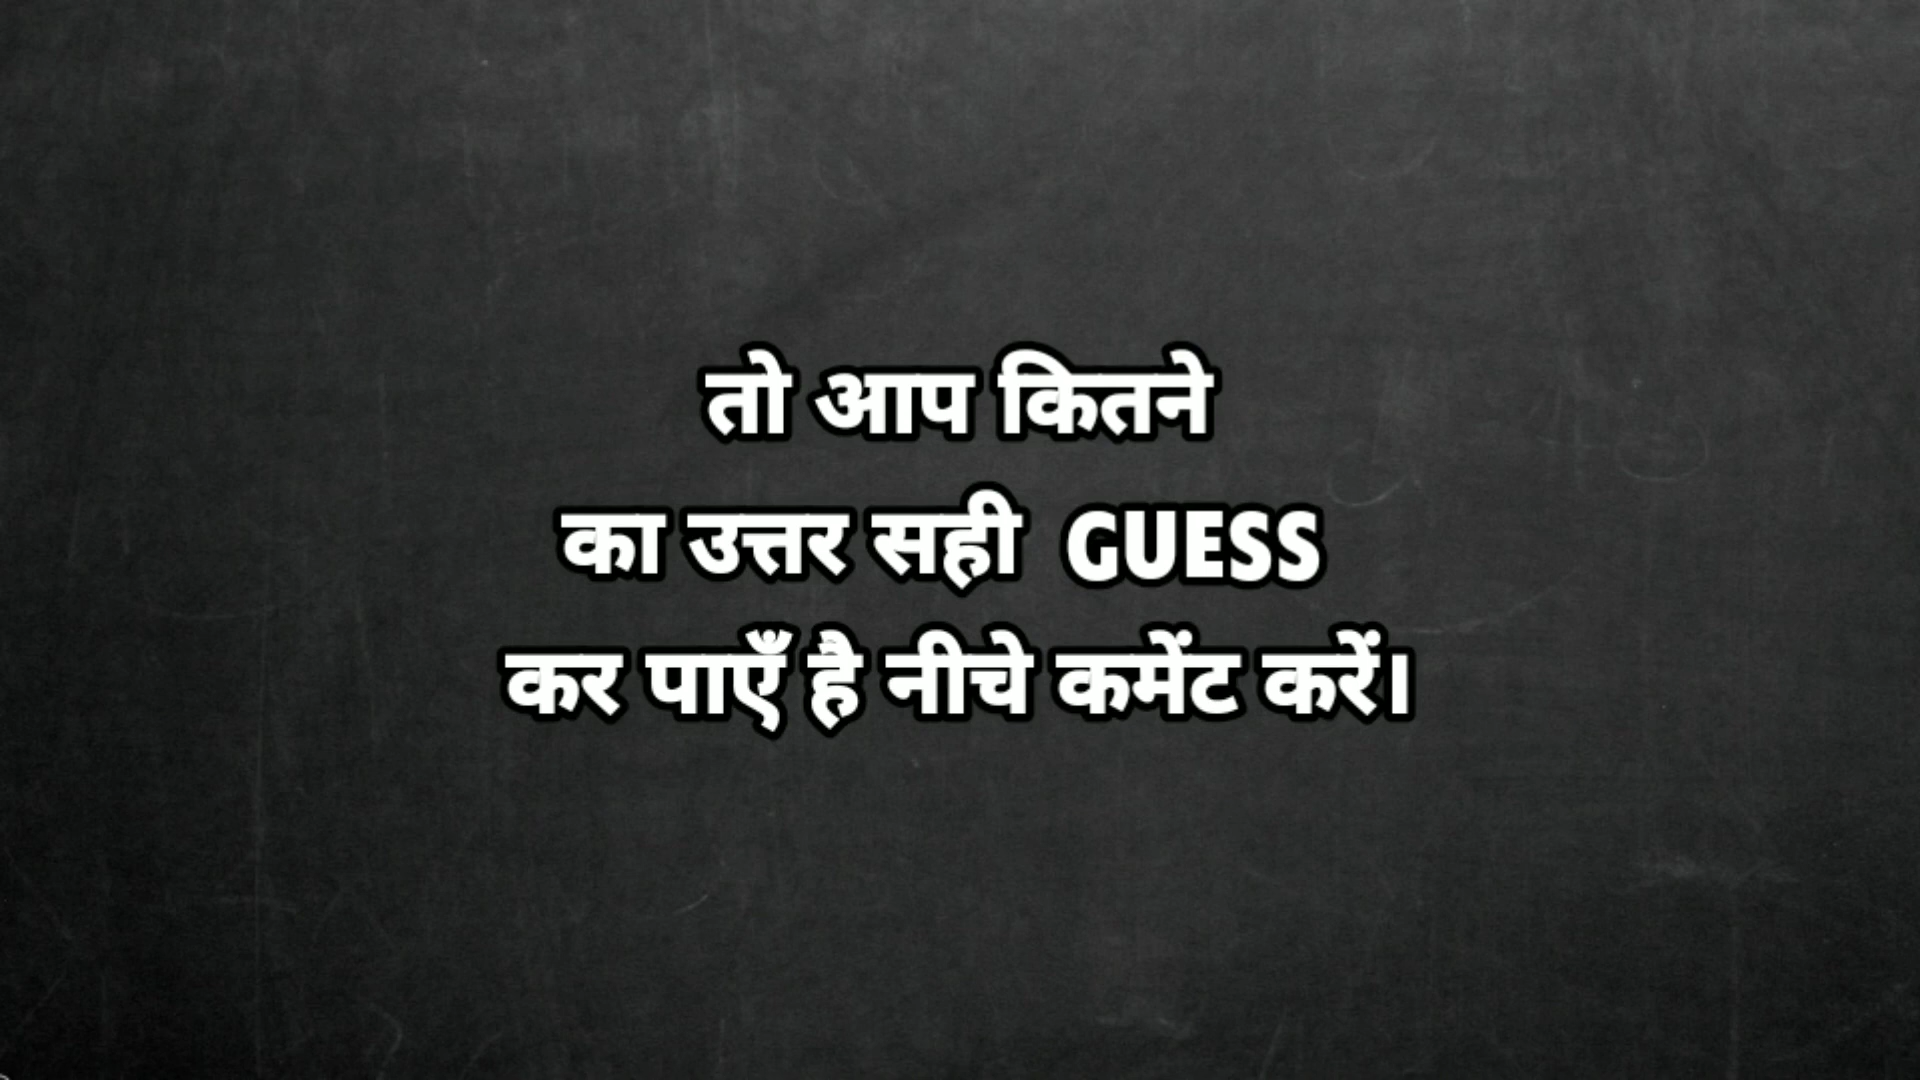 तो आप कितने
का उत्तर सही GUESS
कर पाएँ है नीचे कमेंट करें।